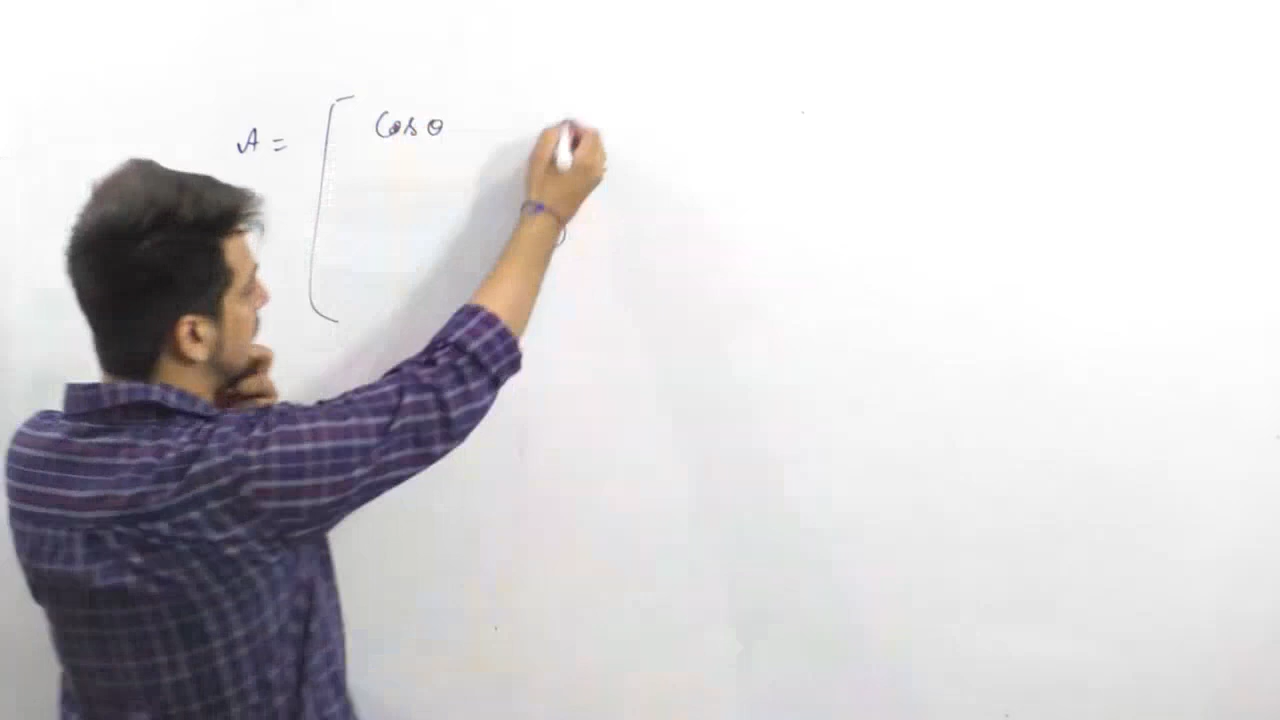 A = [ Cos θ